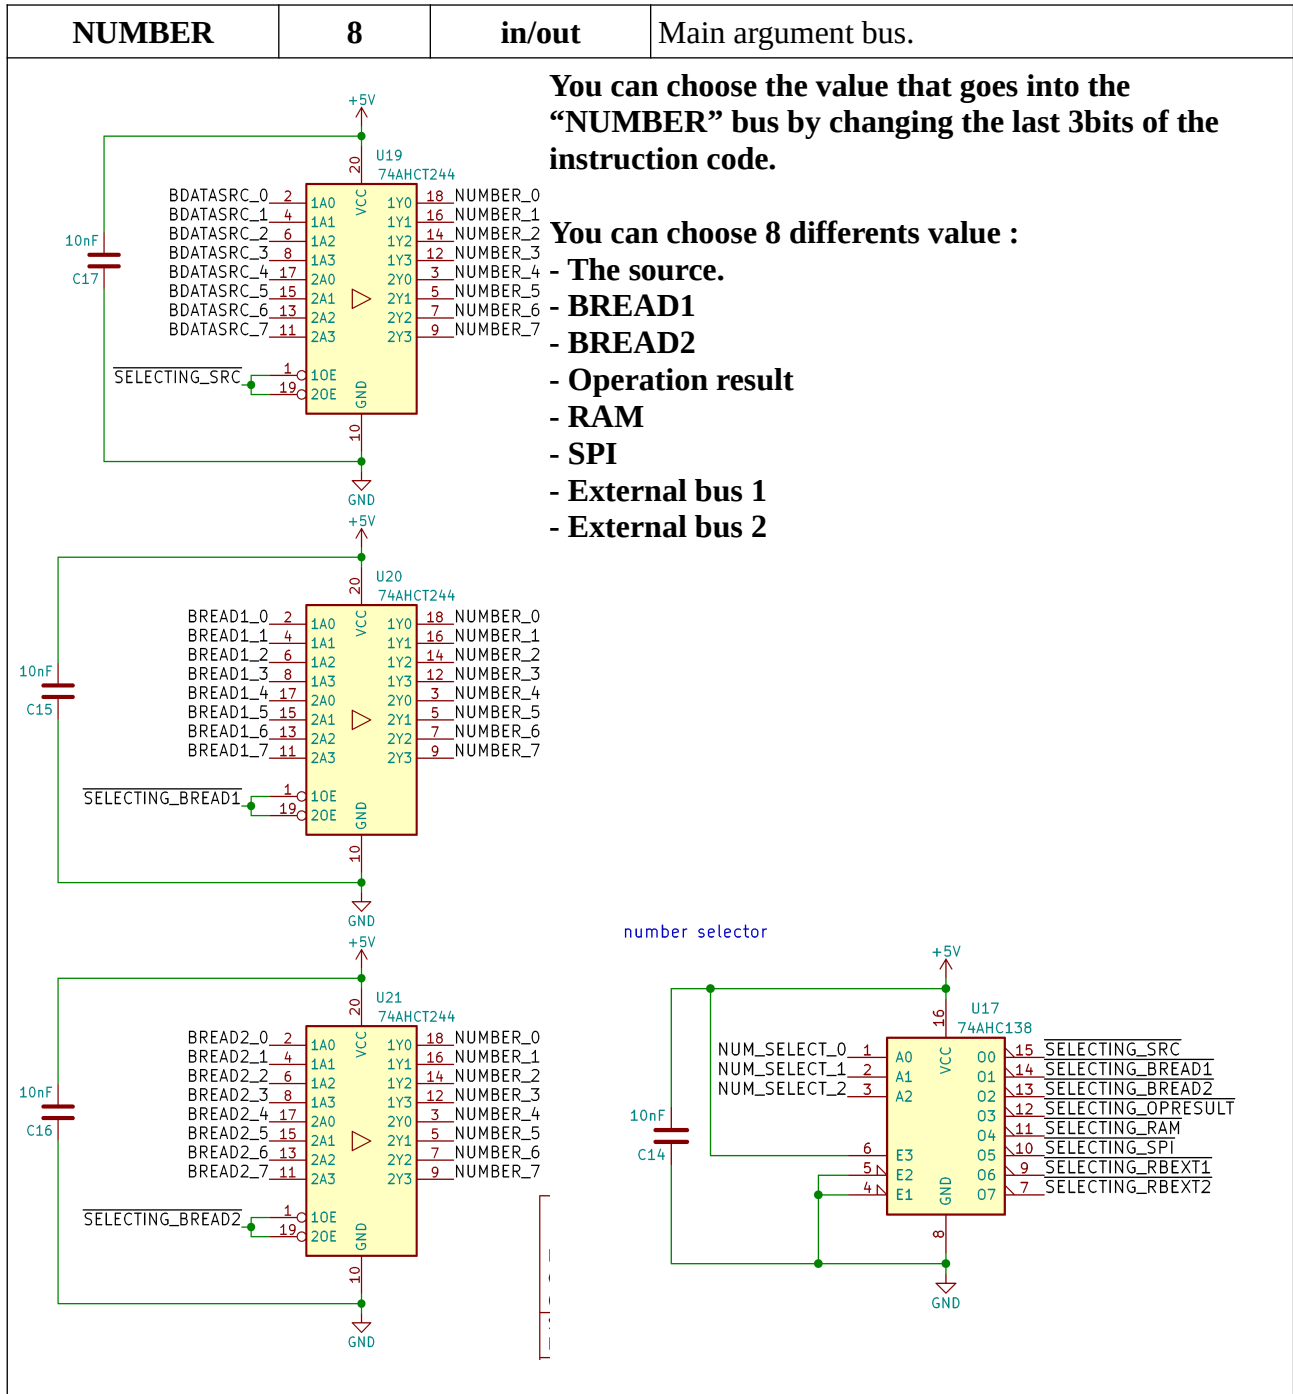 NUMBER 8 in/out Main argument bus.
You can choose the value that goes into the
“NUMBER” bus by changing the last 3bits of the
instruction code.
You can choose 8 differents value :
- The source.
- BREAD1
- BREAD2
- Operation result
- RAM
- SPI
- External bus 1
- External bus 2
+5V
U19
74AHCT244
20
VCC
BDATASRC_0 2 1A0 1Y0 18 NUMBER_0
BDATASRC_1 4 1A1 1Y1 16 NUMBER_1
BDATASRC_2 6 1A2 1Y2 14 NUMBER_2
BDATASRC_3 8 1A3 1Y3 12 NUMBER_3
BDATASRC_4 17 2A0 2Y0 3 NUMBER_4
BDATASRC_5 15 2A1 2Y1 5 NUMBER_5
BDATASRC_6 13 2A2 2Y2 7 NUMBER_6
BDATASRC_7 11 2A3 2Y3 9 NUMBER_7
10nF
C17
SELECTING_SRC
1 1OE
19 2OE
GND
10
GND
+5V
U20
74AHCT244
20
VCC
BREAD1_0 2 1A0 1Y0 18 NUMBER_0
BREAD1_1 4 1A1 1Y1 16 NUMBER_1
BREAD1_2 6 1A2 1Y2 14 NUMBER_2
BREAD1_3 8 1A3 1Y3 12 NUMBER_3
BREAD1_4 17 2A0 2Y0 3 NUMBER_4
BREAD1_5 15 2A1 2Y1 5 NUMBER_5
BREAD1_6 13 2A2 2Y2 7 NUMBER_6
BREAD1_7 11 2A3 2Y3 9 NUMBER_7
10nF
C15
SELECTING_BREAD1
1 1OE
19 2OE
GND
10
GND
+5V
U21
74AHCT244
20
VCC
BREAD2_0 2 1A0 1Y0 18 NUMBER_0
BREAD2_1 4 1A1 1Y1 16 NUMBER_1
BREAD2_2 6 1A2 1Y2 14 NUMBER_2
BREAD2_3 8 1A3 1Y3 12 NUMBER_3
BREAD2_4 17 2A0 2Y0 3 NUMBER_4
BREAD2_5 15 2A1 2Y1 5 NUMBER_5
BREAD2_6 13 2A2 2Y2 7 NUMBER_6
BREAD2_7 11 2A3 2Y3 9 NUMBER_7
10nF
C16
SELECTING_BREAD2
1 1OE
19 2OE
GND
10
GND
number selector
+5V
U17
74AHC138
16
VCC
NUM_SELECT_0 1 A0 O0 15 SELECTING_SRC
NUM_SELECT_1 2 A1 O1 14 SELECTING_BREAD1
NUM_SELECT_2 3 A2 O2 13 SELECTING_BREAD2
O3 12 SELECTING_OPRESULT
O4 11 SELECTING_RAM
6 E3 O5 10 SELECTING_SPI
5 E2 O6 9 SELECTING_RBEXT1
4 E1 O7 7 SELECTING_RBEXT2
10nF
C14
GND
8
GND